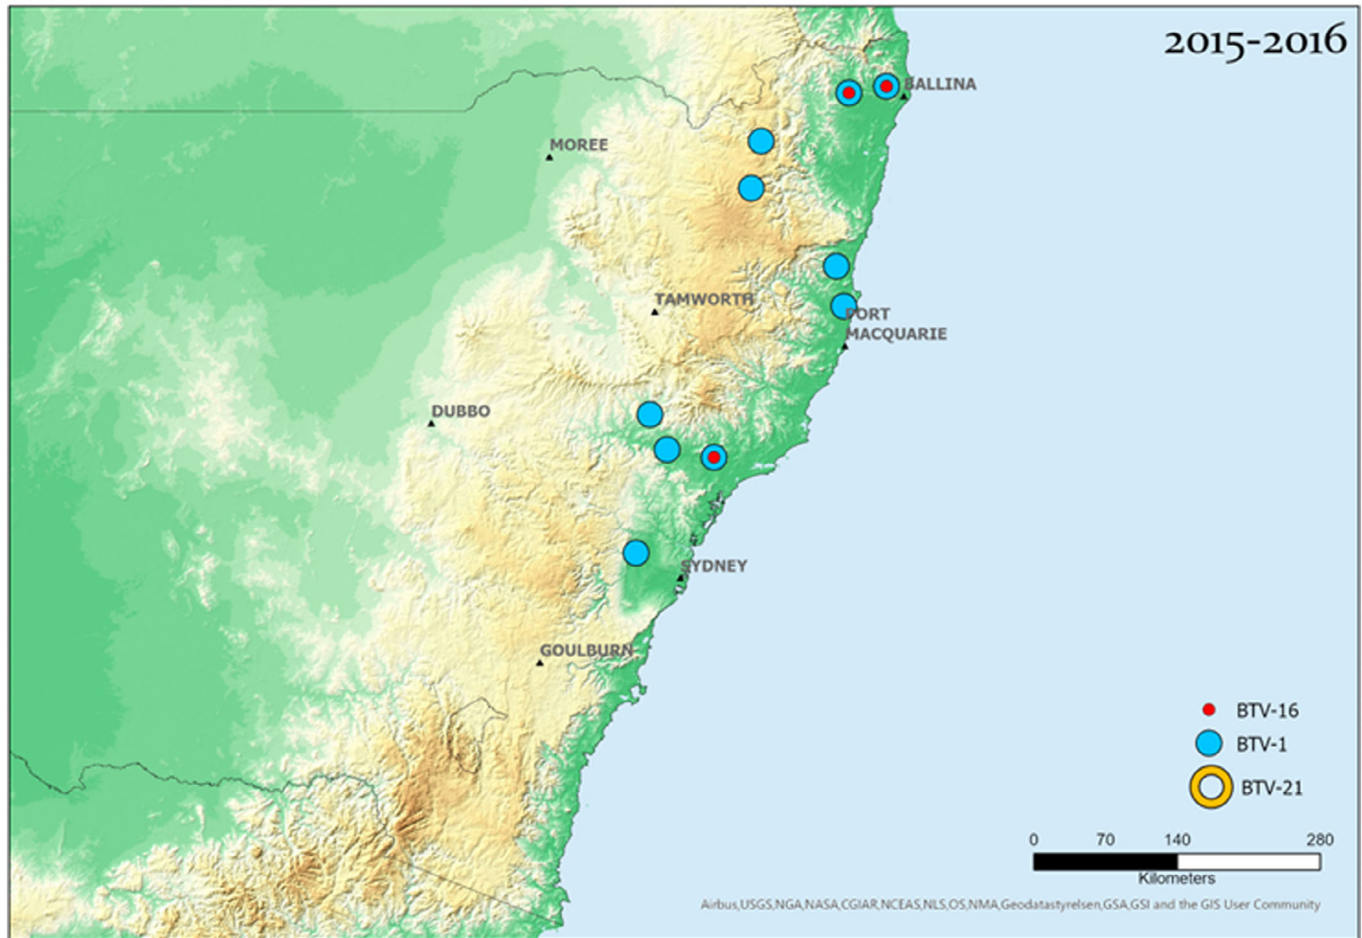 2015-2016
BALLINA
MOREE
TAMWORTH
PORT
MACQUARIE
DUBBO
SYDNEY
GOULBURN
BTV-16
BTV-1
BTV-21
0 70 140 280
Kilometers
Airbus,USGS,NGA,NASA,CGIAR,NCEAS,NLS,OS,NMA,Geodatastyrelsen,GSA,GSI and the GIS User Community